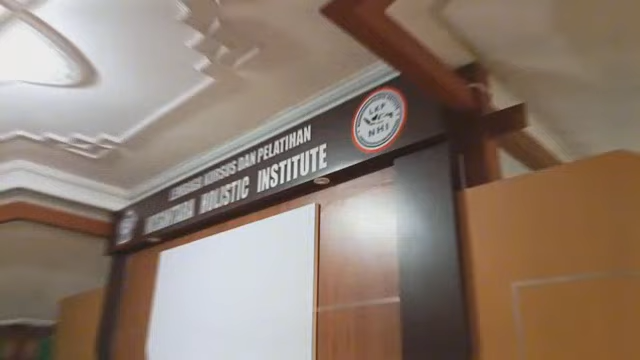 LEMBAGA KURSUS DAN PELATIHAN
HOLISTIC INSTITUTE
LKP
NHI